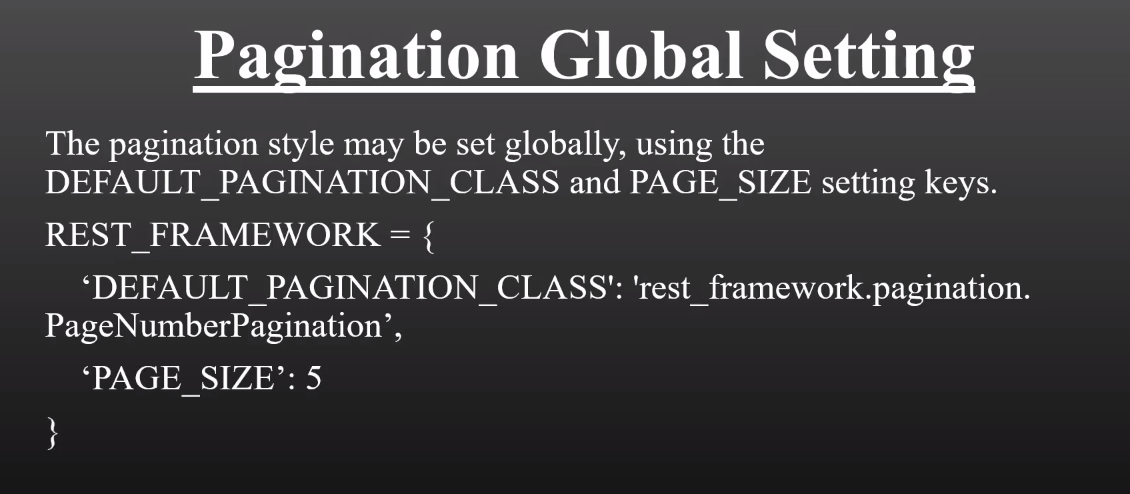 Pagination Global Setting
The pagination style may be set globally, using the
DEFAULT_PAGINATION_CLASS and PAGE_SIZE setting keys.
REST_FRAMEWORK = {
‘DEFAULT_PAGINATION_CLASS': 'rest_framework.pagination.
PageNumberPagination’,
‘PAGE_SIZE’: 5
}